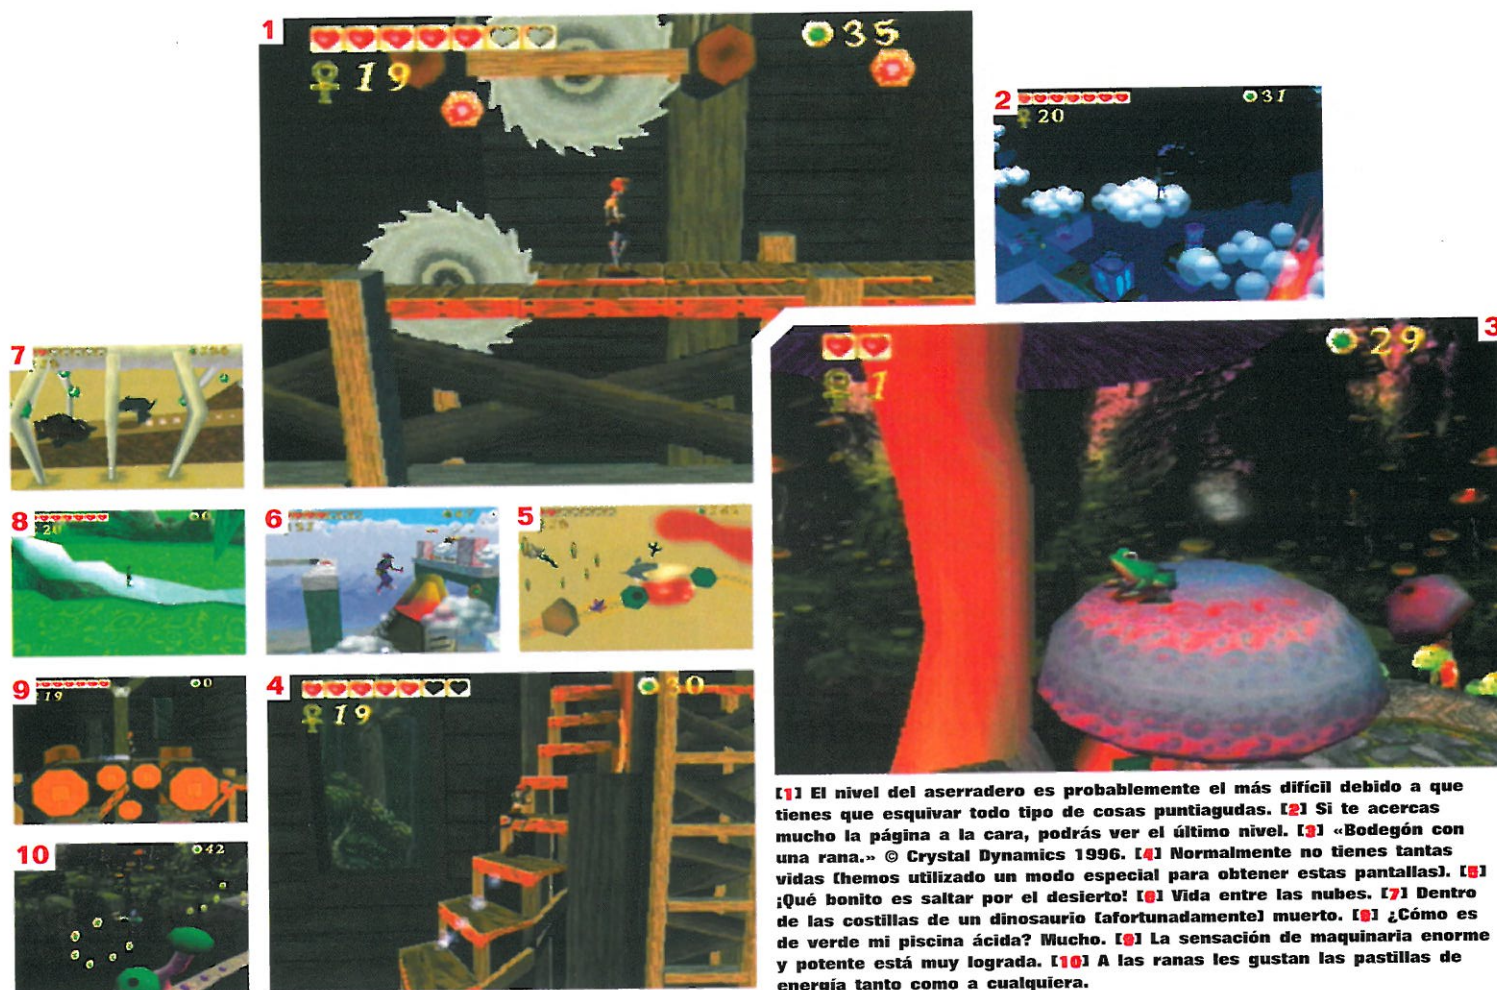 1
35
19
2
31
20
7
3
29
1
8
0
20
6
5
9
0
19
4
30
19
10
42
[1] El nivel del aserradero es probablemente el más difícil debido a que
tienes que esquivar todo tipo de cosas puntiagudas. [2] Si te acercas
mucho la página a la cara, podrás ver el último nivel. [3] «Bodegón con
una rana.» © Crystal Dynamics 1996. [4] Normalmente no tienes tantas
vidas (hemos utilizado un modo especial para obtener estas pantallas). [5]
¡Qué bonito es saltar por el desierto! [6] Vida entre las nubes. [7] Dentro
de las costillas de un dinosaurio (afortunadamente) muerto. [8] ¿Cómo es
de verde mi piscina ácida? Mucho. [9] La sensación de maquinaria enorme
y potente está muy lograda. [10] A las ranas les gustan las pastillas de
energía tanto como a cualquiera.